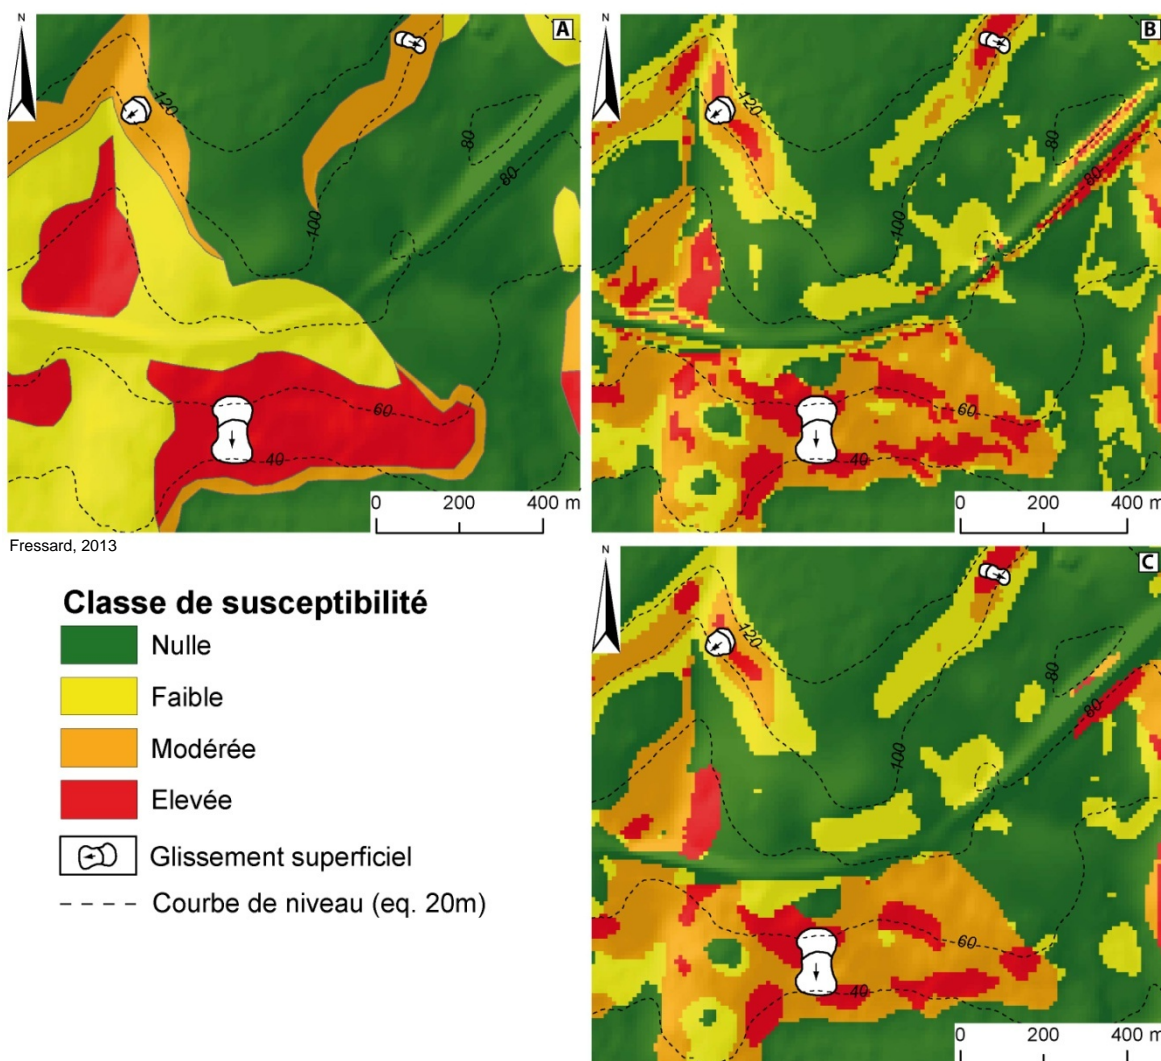 N
A
120
80
80
100
60
40
0 200 400 m
Fressard, 2013
N
B
120
80
80
100
60
40
0 200 400 m
Classe de susceptibilité
Nulle
Faible
Modérée
Elevée
Glissement superficiel
Courbe de niveau (eq. 20m)
N
C
120
80
80
100
60
40
0 200 400 m